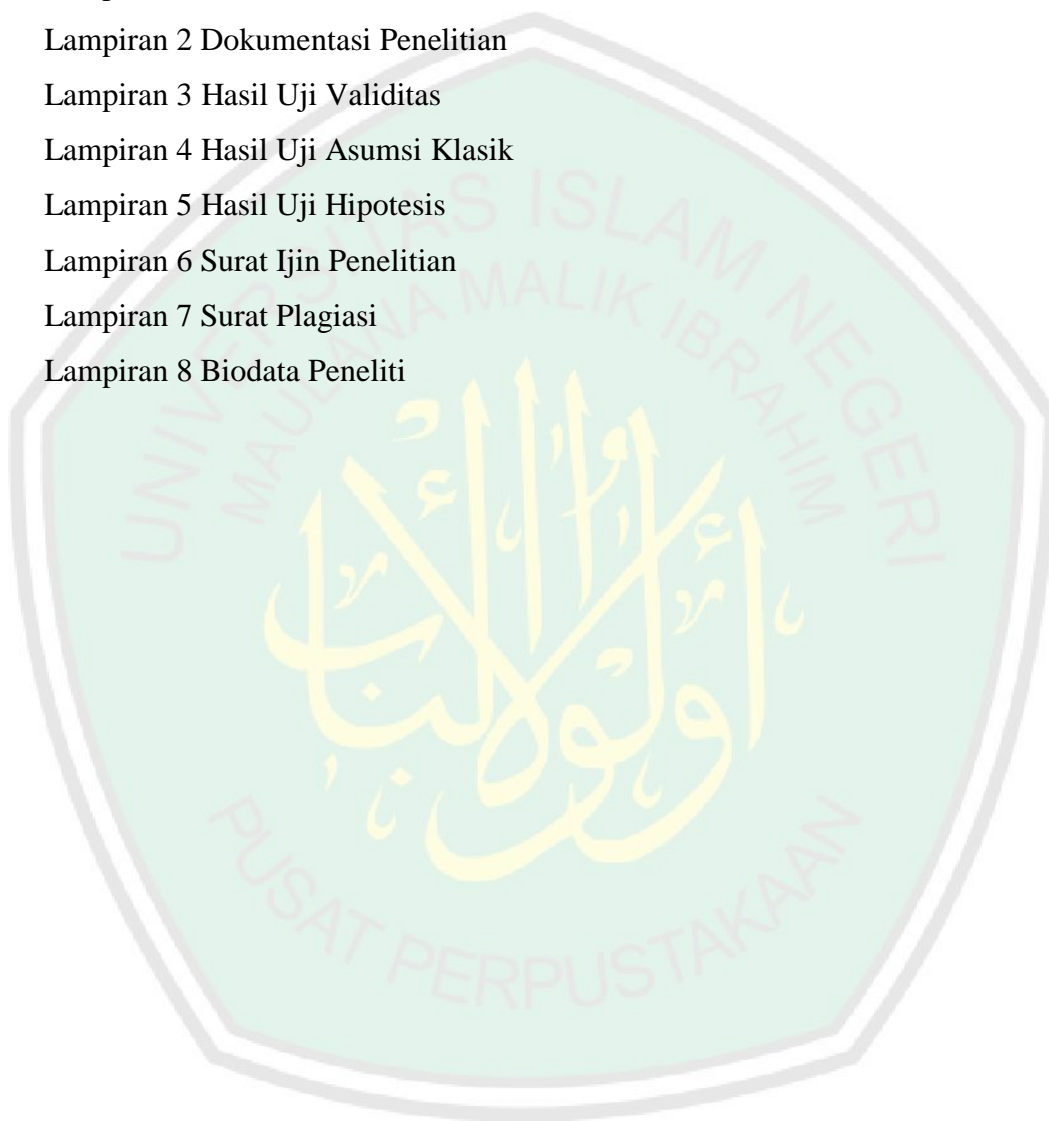 Lampiran 2 Dokumentasi Penelitian
Lampiran 3 Hasil Uji Validitas
Lampiran 4 Hasil Uji Asumsi Klasik
Lampiran 5 Hasil Uji Hipotesis
Lampiran 6 Surat Ijin Penelitian
Lampiran 7 Surat Plagiasi
Lampiran 8 Biodata Peneliti
UNIVERSITAS ISLAM NEGERI
MAULANA MALIK IBRAHIM
أولوا الألباب
PUSAT PERPUSTAKAAN